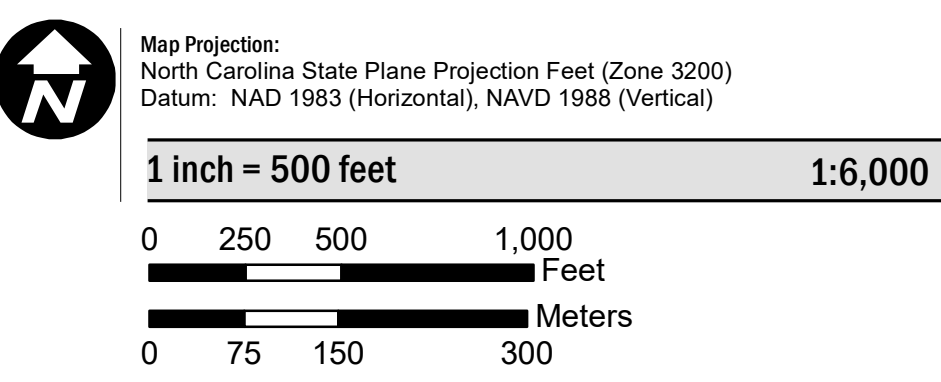 N
Map Projection:
North Carolina State Plane Projection Feet (Zone 3200)
Datum: NAD 1983 (Horizontal), NAVD 1988 (Vertical)
1 inch = 500 feet 1:6,000
0 250 500 1,000
Feet
Meters
0 75 150 300